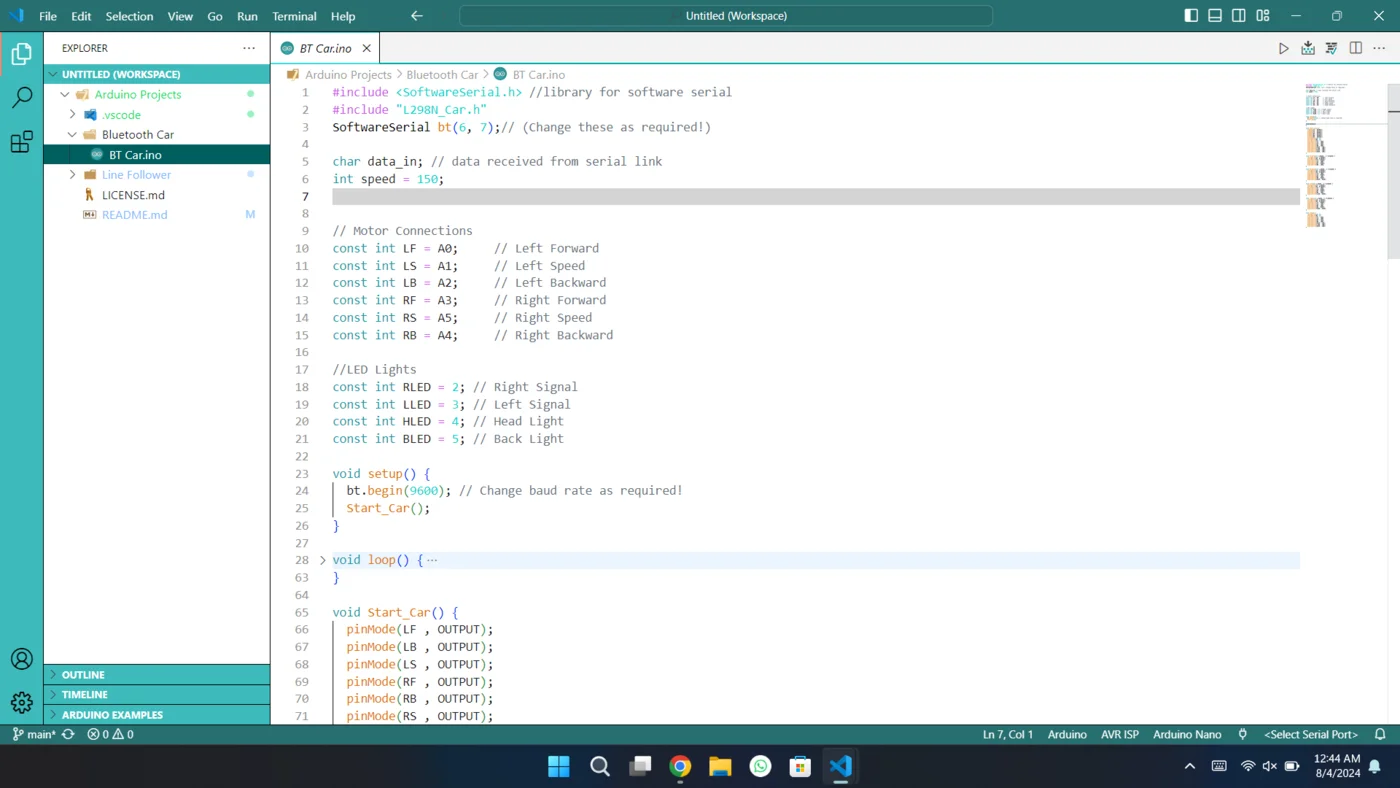 File Edit Selection View Go Run Terminal Help
Untitled (Workspace)
EXPLORER
BT Car.ino
UNTITLED (WORKSPACE)
Arduino Projects
.vscode
Bluetooth Car
BT Car.ino
Line Follower
LICENSE.md
README.md M
OUTLINE
TIMELINE
ARDUINO EXAMPLES
Arduino Projects > Bluetooth Car > BT Car.ino
1 #include <SoftwareSerial.h> //library for software serial
2 #include "L298N_Car.h"
3 SoftwareSerial bt(6, 7);// (Change these as required!)
4
5 char data_in; // data received from serial link
6 int speed = 150;
7
8
9 // Motor Connections
10 const int LF = A0; // Left Forward
11 const int LS = A1; // Left Speed
12 const int LB = A2; // Left Backward
13 const int RF = A3; // Right Forward
14 const int RS = A5; // Right Speed
15 const int RB = A4; // Right Backward
16
17 //LED Lights
18 const int RLED = 2; // Right Signal
19 const int LLED = 3; // Left Signal
20 const int HLED = 4; // Head Light
21 const int BLED = 5; // Back Light
22
23 void setup() {
24 bt.begin(9600); // Change baud rate as required!
25 Start_Car();
26 }
27
28 void loop() { ···
63 }
64
65 void Start_Car() {
66 pinMode(LF , OUTPUT);
67 pinMode(LB , OUTPUT);
68 pinMode(LS , OUTPUT);
69 pinMode(RF , OUTPUT);
70 pinMode(RB , OUTPUT);
71 pinMode(RS , OUTPUT);
main* 0 0 Ln 7, Col 1 Arduino AVR ISP Arduino Nano <Select Serial Port>
12:44 AM
8/4/2024